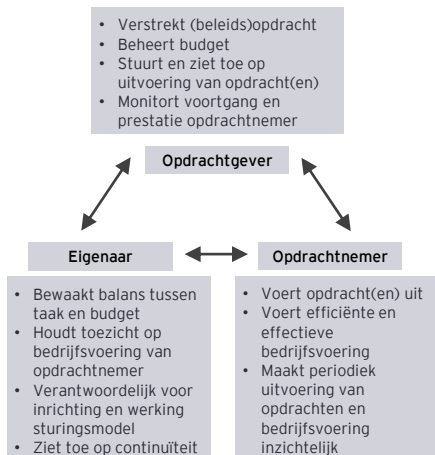 • Verstrekt (beleids)opdracht
• Beheert budget
• Stuurt en ziet toe op
uitvoering van opdracht(en)
• Monitort voortgang en
prestatie opdrachtnemer
Opdrachtgever
Eigenaar
Opdrachtnemer
• Bewaakt balans tussen
taak en budget
• Houdt toezicht op
bedrijfsvoering van
opdrachtnemer
• Verantwoordelijk voor
inrichting en werking
sturingsmodel
• Ziet toe op continuïteit
• Voert opdracht(en) uit
• Voert efficiënte en
effectieve
bedrijfsvoering
• Maakt periodiek
uitvoering van
opdrachten en
bedrijfsvoering
inzichtelijk